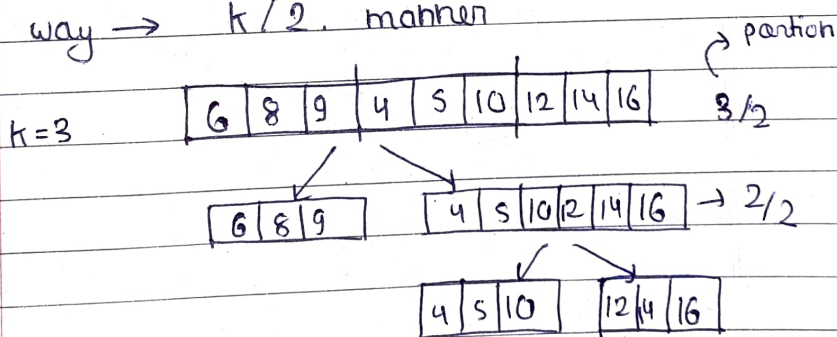 way → k/2. manner
partion
k=3 6 8 9 4 5 10 12 14 16 3/2
6 8 9 4 5 10 12 14 16 → 2/2
4 5 10 12 14 16